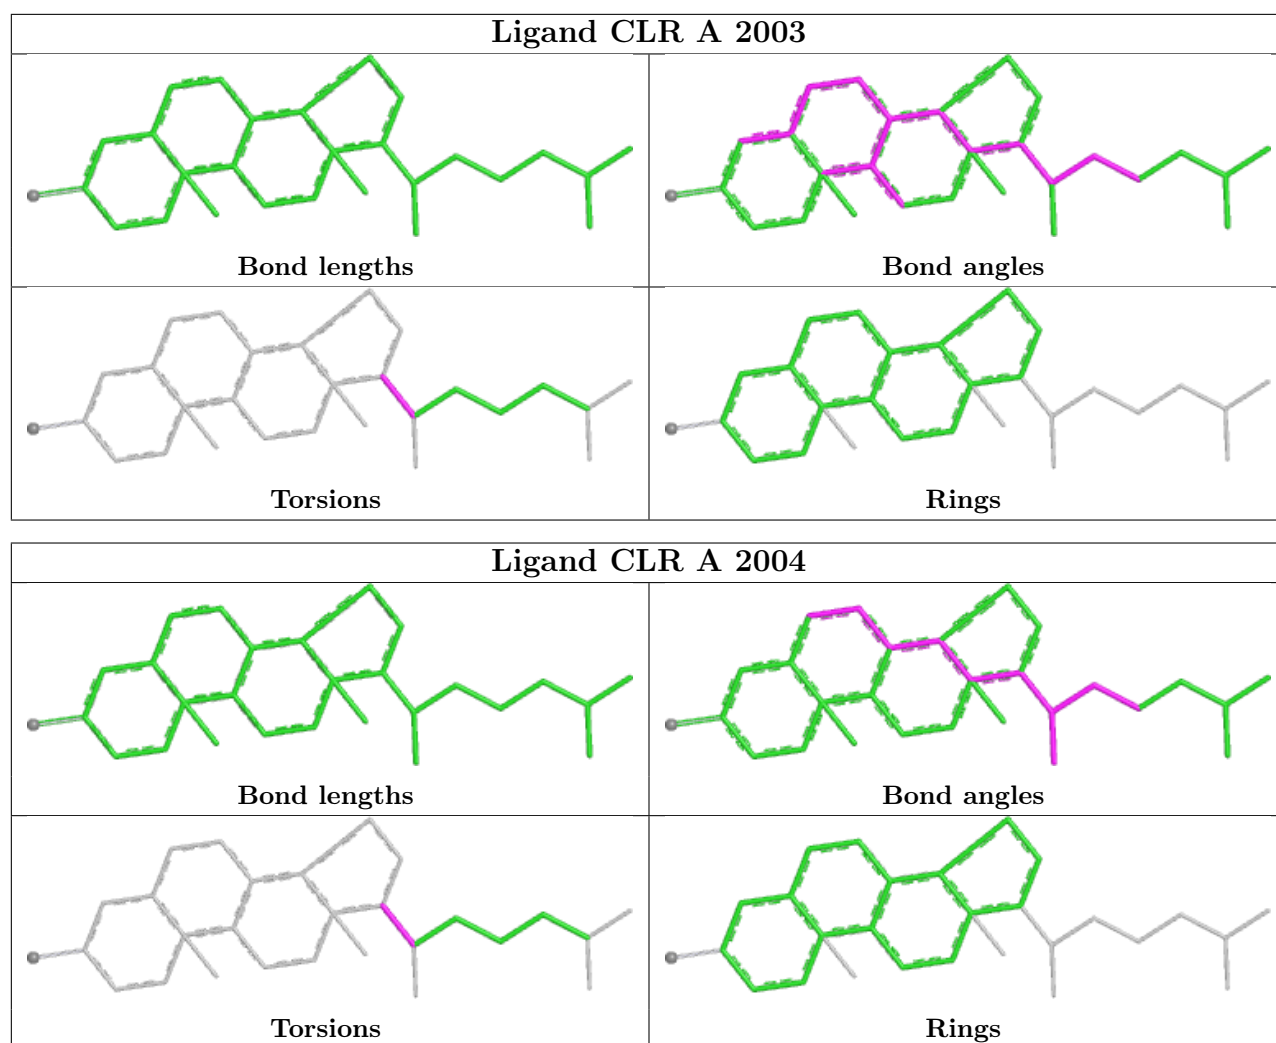 Ligand CLR A 2003
Bond lengths
Bond angles
Torsions
Rings
Ligand CLR A 2004
Bond lengths
Bond angles
Torsions
Rings